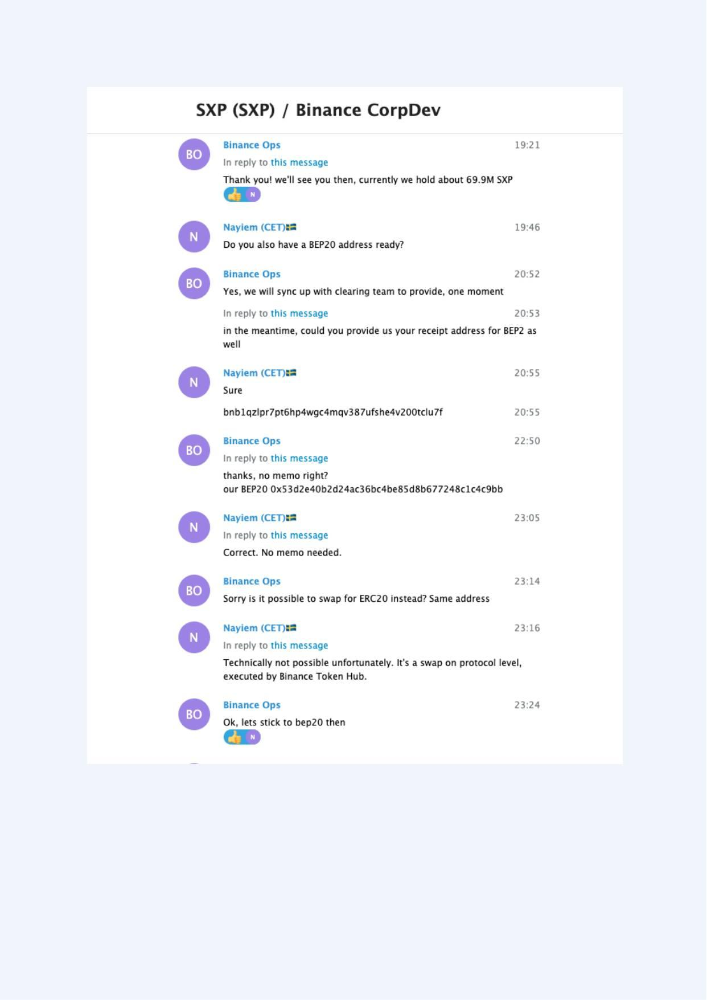 SXP (SXP) / Binance CorpDev
BO
Binance Ops 19:21
In reply to this message
Thank you! we'll see you then, currently we hold about 69.9M SXP
N
N
Nayiem (CET) 19:46
Do you also have a BEP20 address ready?
BO
Binance Ops 20:52
Yes, we will sync up with clearing team to provide, one moment
In reply to this message 20:53
in the meantime, could you provide us your receipt address for BEP2 as
well
N
Nayiem (CET) 20:55
Sure
bnb1qzlpr7pt6hp4wgc4mqv387ufshe4v200tclu7f 20:55
BO
Binance Ops 22:50
In reply to this message
thanks, no memo right?
our BEP20 0x53d2e40b2d24ac36bc4be85d8b677248c1c4c9bb
N
Nayiem (CET) 23:05
In reply to this message
Correct. No memo needed.
BO
Binance Ops 23:14
Sorry is it possible to swap for ERC20 instead? Same address
N
Nayiem (CET) 23:16
In reply to this message
Technically not possible unfortunately. It's a swap on protocol level,
executed by Binance Token Hub.
BO
Binance Ops 23:24
Ok, lets stick to bep20 then
N